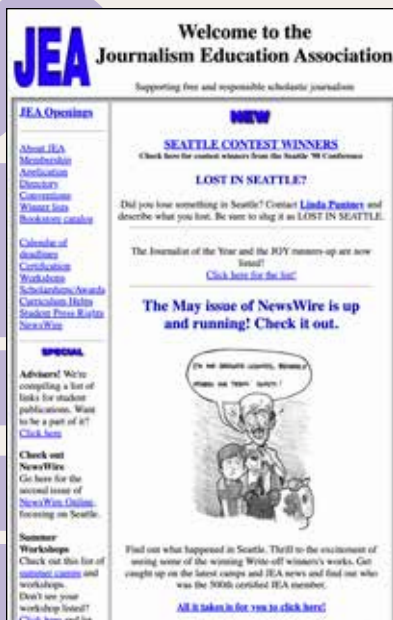 JEA
Welcome to the
Journalism Education Association
Supporting free and responsible scholastic journalism
JEA Openings
About JEA
Membership
Application
Directory
Conventions
Winner lists
Bookstore catalog
Calendar of
deadlines
Certification
Workshops
Scholarships/Awards
Curriculum Helps
Student Press Rights
NewsWire
SPECIAL
Advisers! We're
compiling a list of
links for student
publications. Want
to be a part of it?
Click here
Check out
NewsWire
Go here for the
second issue of
NewsWire Online,
focusing on Seattle.
Summer
Workshops
Check out this list of
summer camps and
workshops.
Don't see your
workshop listed?
Click here and let
NEW
SEATTLE CONTEST WINNERS
Check here for contest winners from the Seattle '98 Conference
LOST IN SEATTLE?
Did you lose something in Seattle? Contact Linda Puntney and
describe what you lost. Be sure to slug it as LOST IN SEATTLE.
The Journalist of the Year and the JOY runners-up are now
listed!
Click here for the list!
The May issue of NewsWire is up
and running! Check it out.
Find out what happened in Seattle. Thrill to the excitement of
seeing some of the winning Write-off winner's works. Get
caught up on the latest camps and JEA news and find out who
was the 500th certified JEA member.
All it takes is for you to click here!